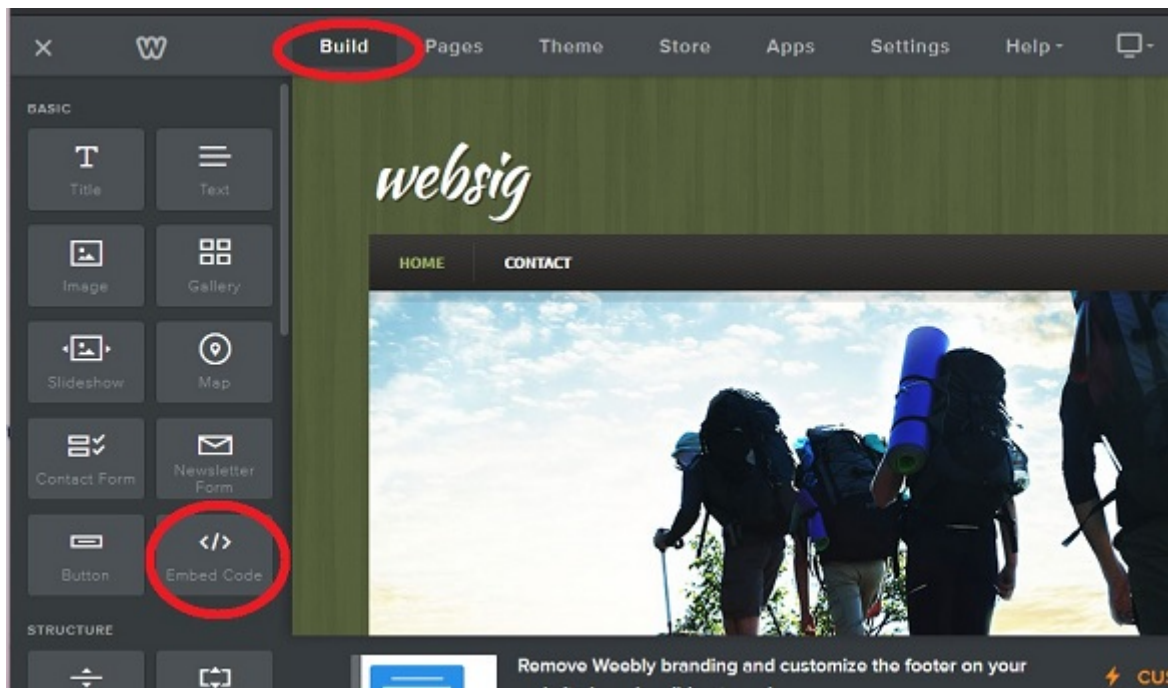 Build Pages Theme Store Apps Settings Help
BASIC
Title Text
Image Gallery
Slideshow Map
Contact Form Newsletter
Form
Button Embed Code
STRUCTURE
websig
HOME CONTACT
Remove Weebly branding and customize the footer on your